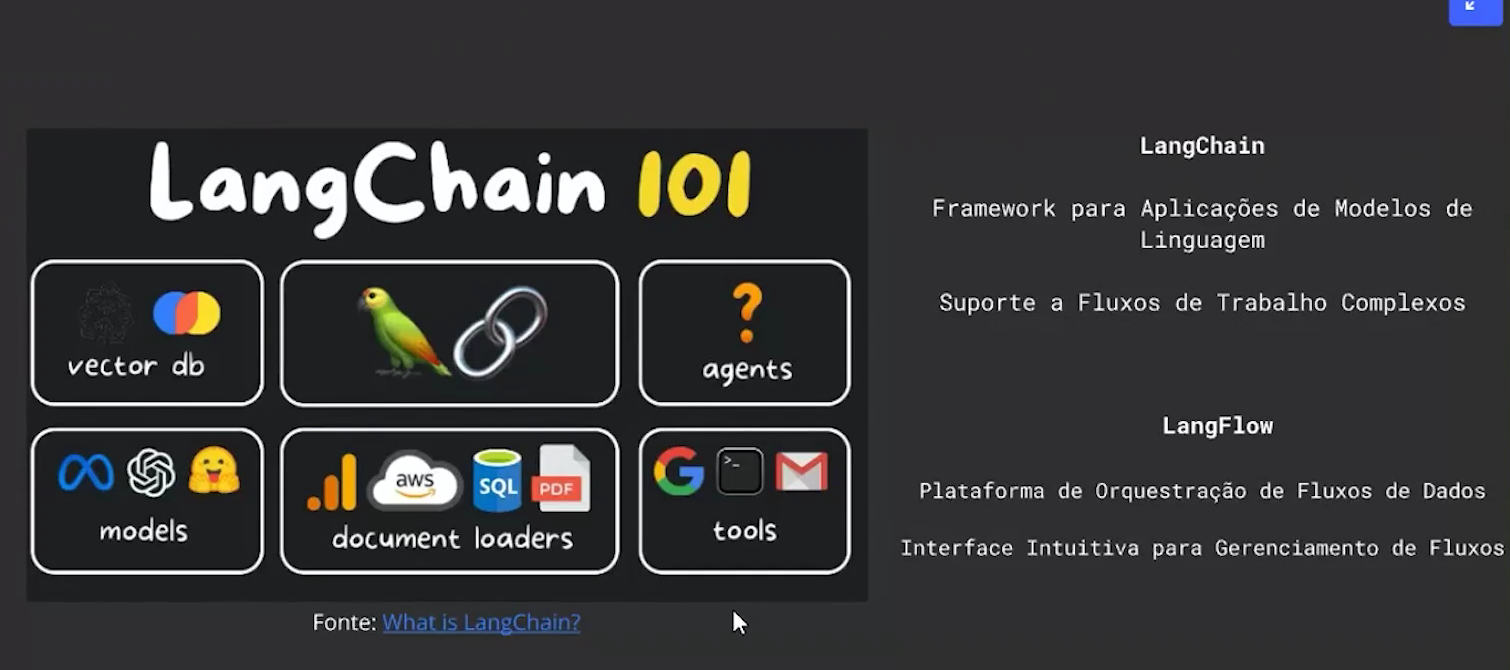 LangChain 101
vector db
agents
models
aws
SQL
PDF
document loaders
>_
tools
Fonte: What is LangChain?
LangChain
Framework para Aplicações de Modelos de
Linguagem
Suporte a Fluxos de Trabalho Complexos
LangFlow
Plataforma de Orquestração de Fluxos de Dados
Interface Intuitiva para Gerenciamento de Fluxos